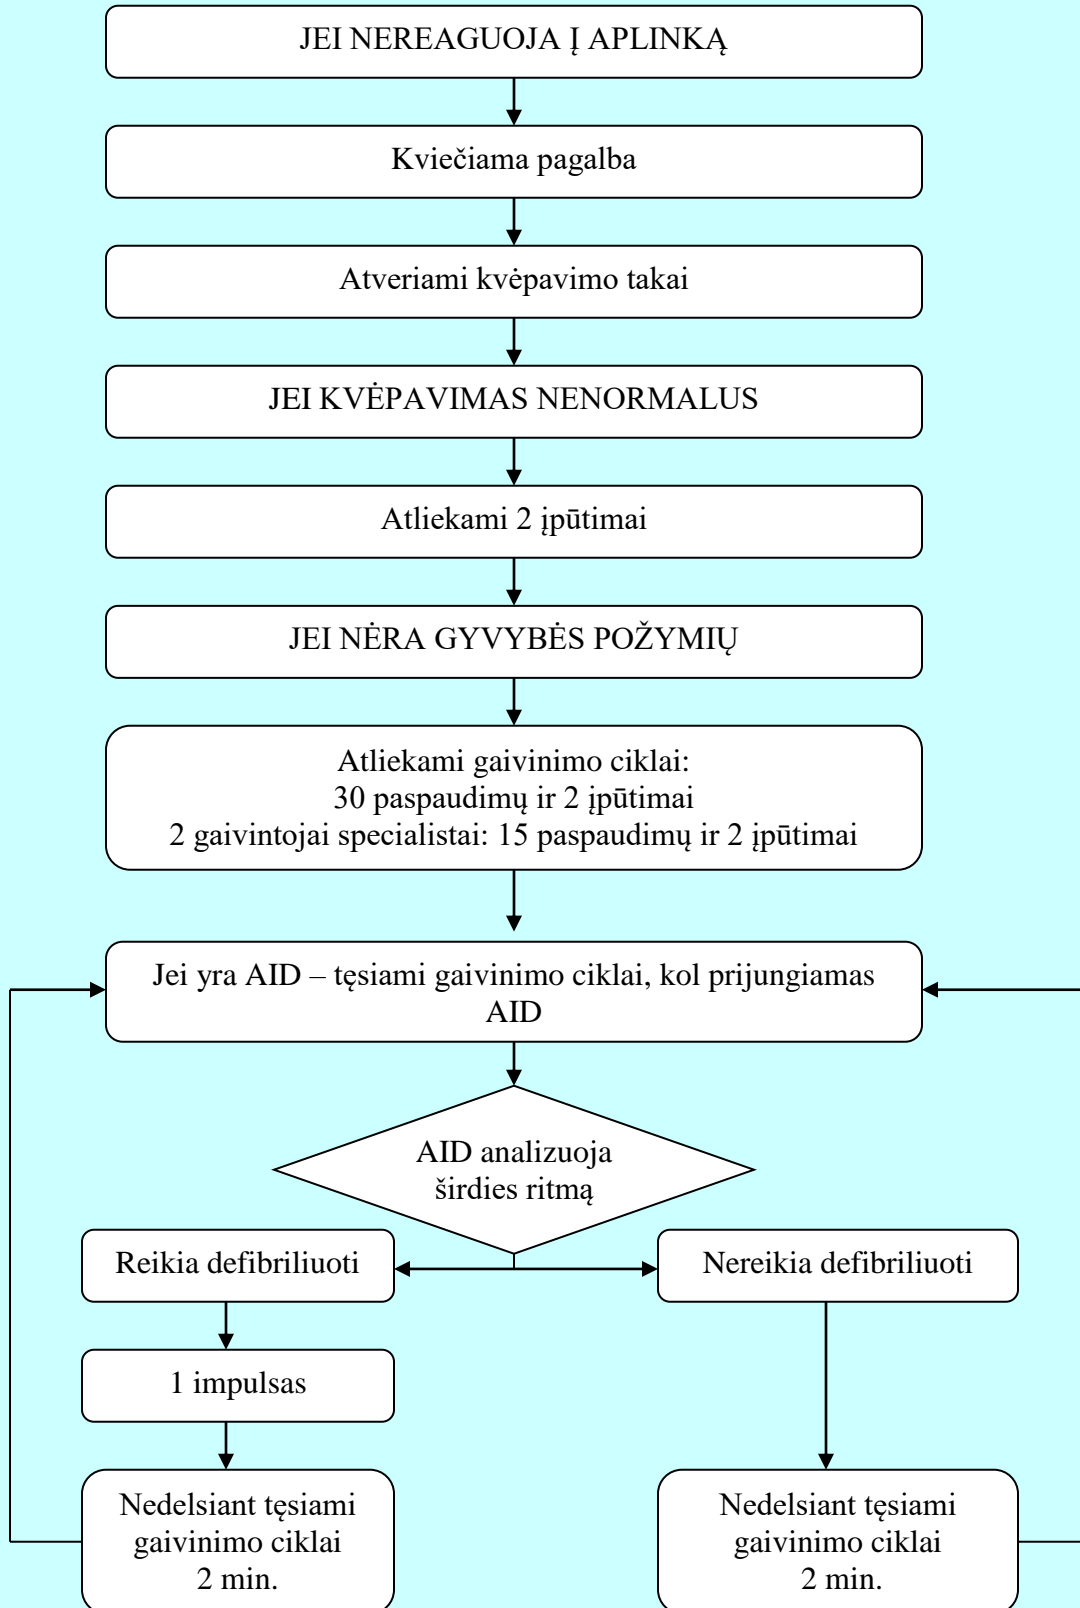 JEI NEREAGUOJA Į APLINKĄ
Kviečiama pagalba
Atveriami kvėpavimo takai
JEI KVĖPAVIMAS NENORMALUS
Atliekami 2 įpūtimai
JEI NĖRA GYVYBĖS POŽYMIŲ
Atliekami gaivinimo ciklai:
30 paspaudimų ir 2 įpūtimai
2 gaivintojai specialistai: 15 paspaudimų ir 2 įpūtimai
Jei yra AID – tęsiami gaivinimo ciklai, kol prijungiamas
AID
AID analizuoja
širdies ritmą
Reikia defibriliuoti
Nereikia defibriliuoti
1 impulsas
Nedelsiant tęsiami
gaivinimo ciklai
2 min.
Nedelsiant tęsiami
gaivinimo ciklai
2 min.